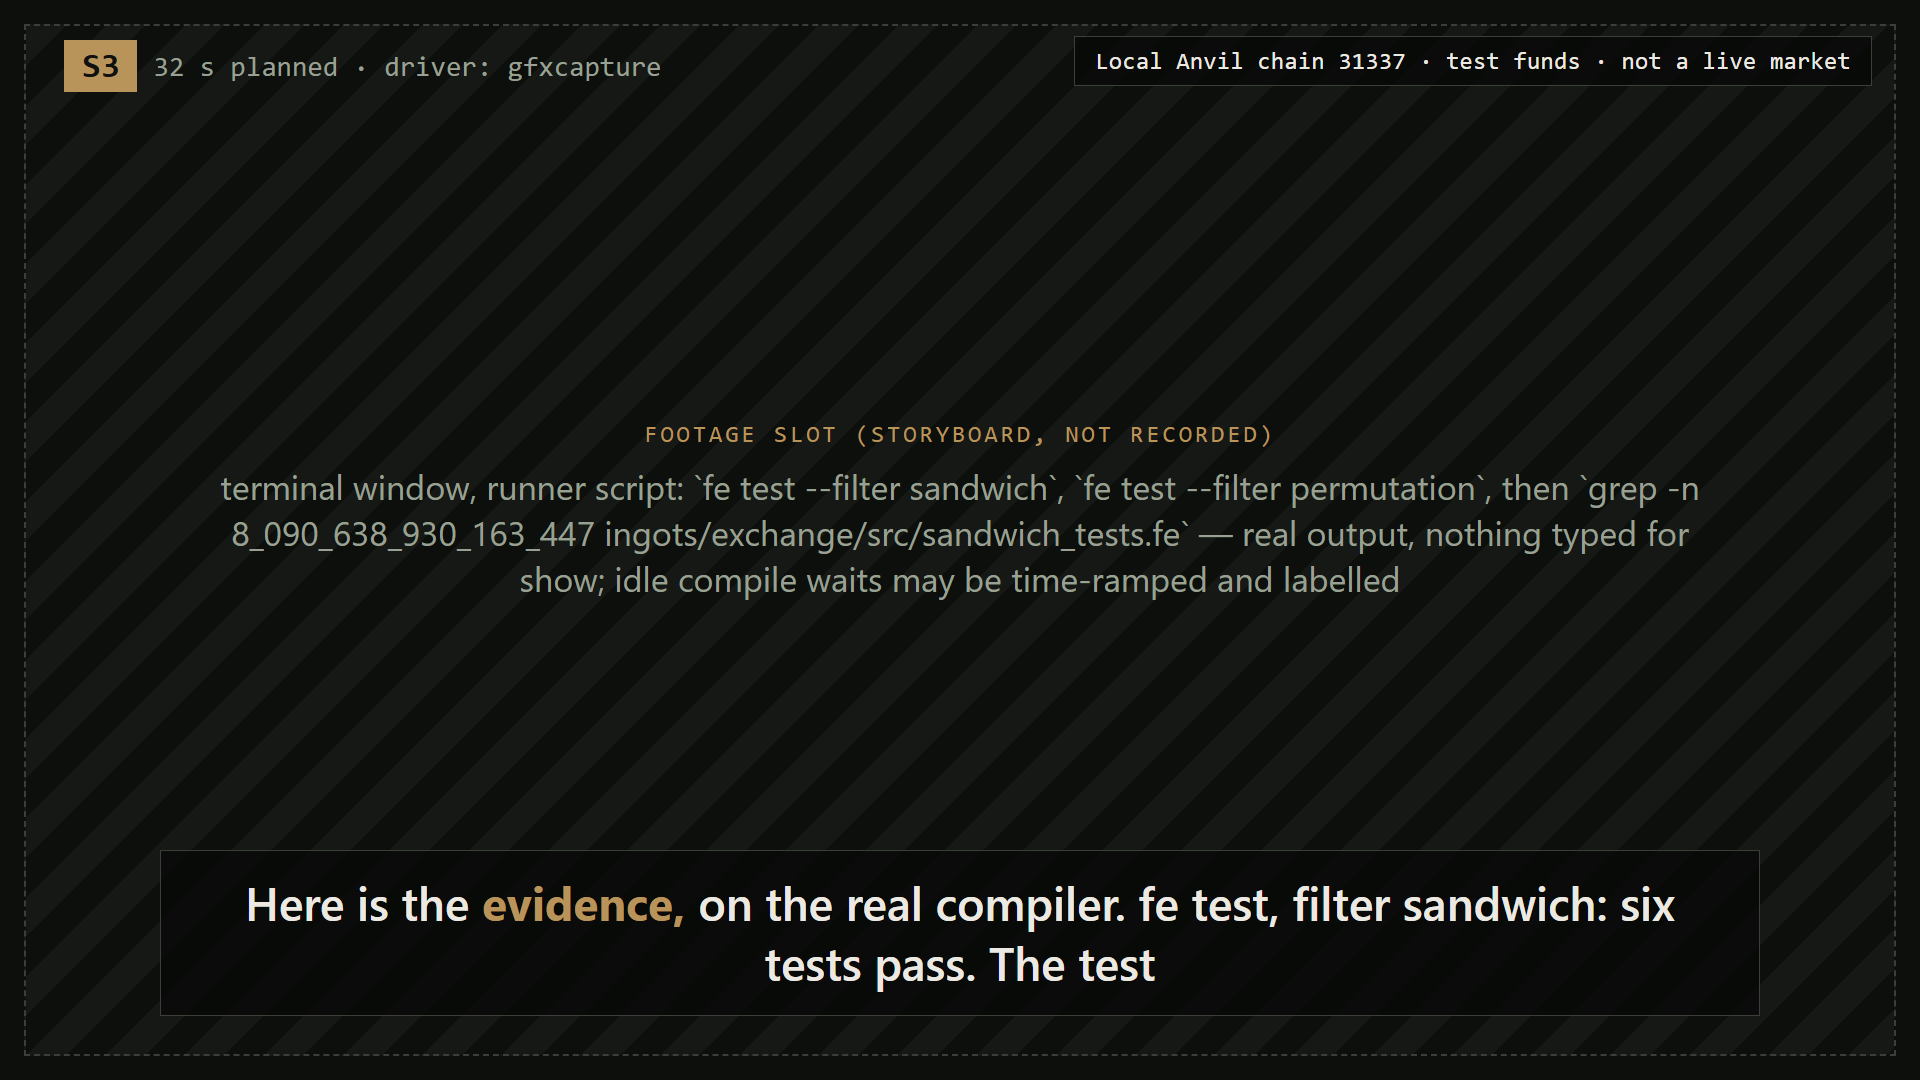 S3 32 s planned · driver: gfxcapture
Local Anvil chain 31337 · test funds · not a live market
FOOTAGE SLOT (STORYBOARD, NOT RECORDED)
terminal window, runner script: `fe test --filter sandwich`, `fe test --filter permutation`, then `grep -n
8_090_638_930_163_447 ingots/exchange/src/sandwich_tests.fe` — real output, nothing typed for
show; idle compile waits may be time-ramped and labelled
Here is the evidence, on the real compiler. fe test, filter sandwich: six
tests pass. The test